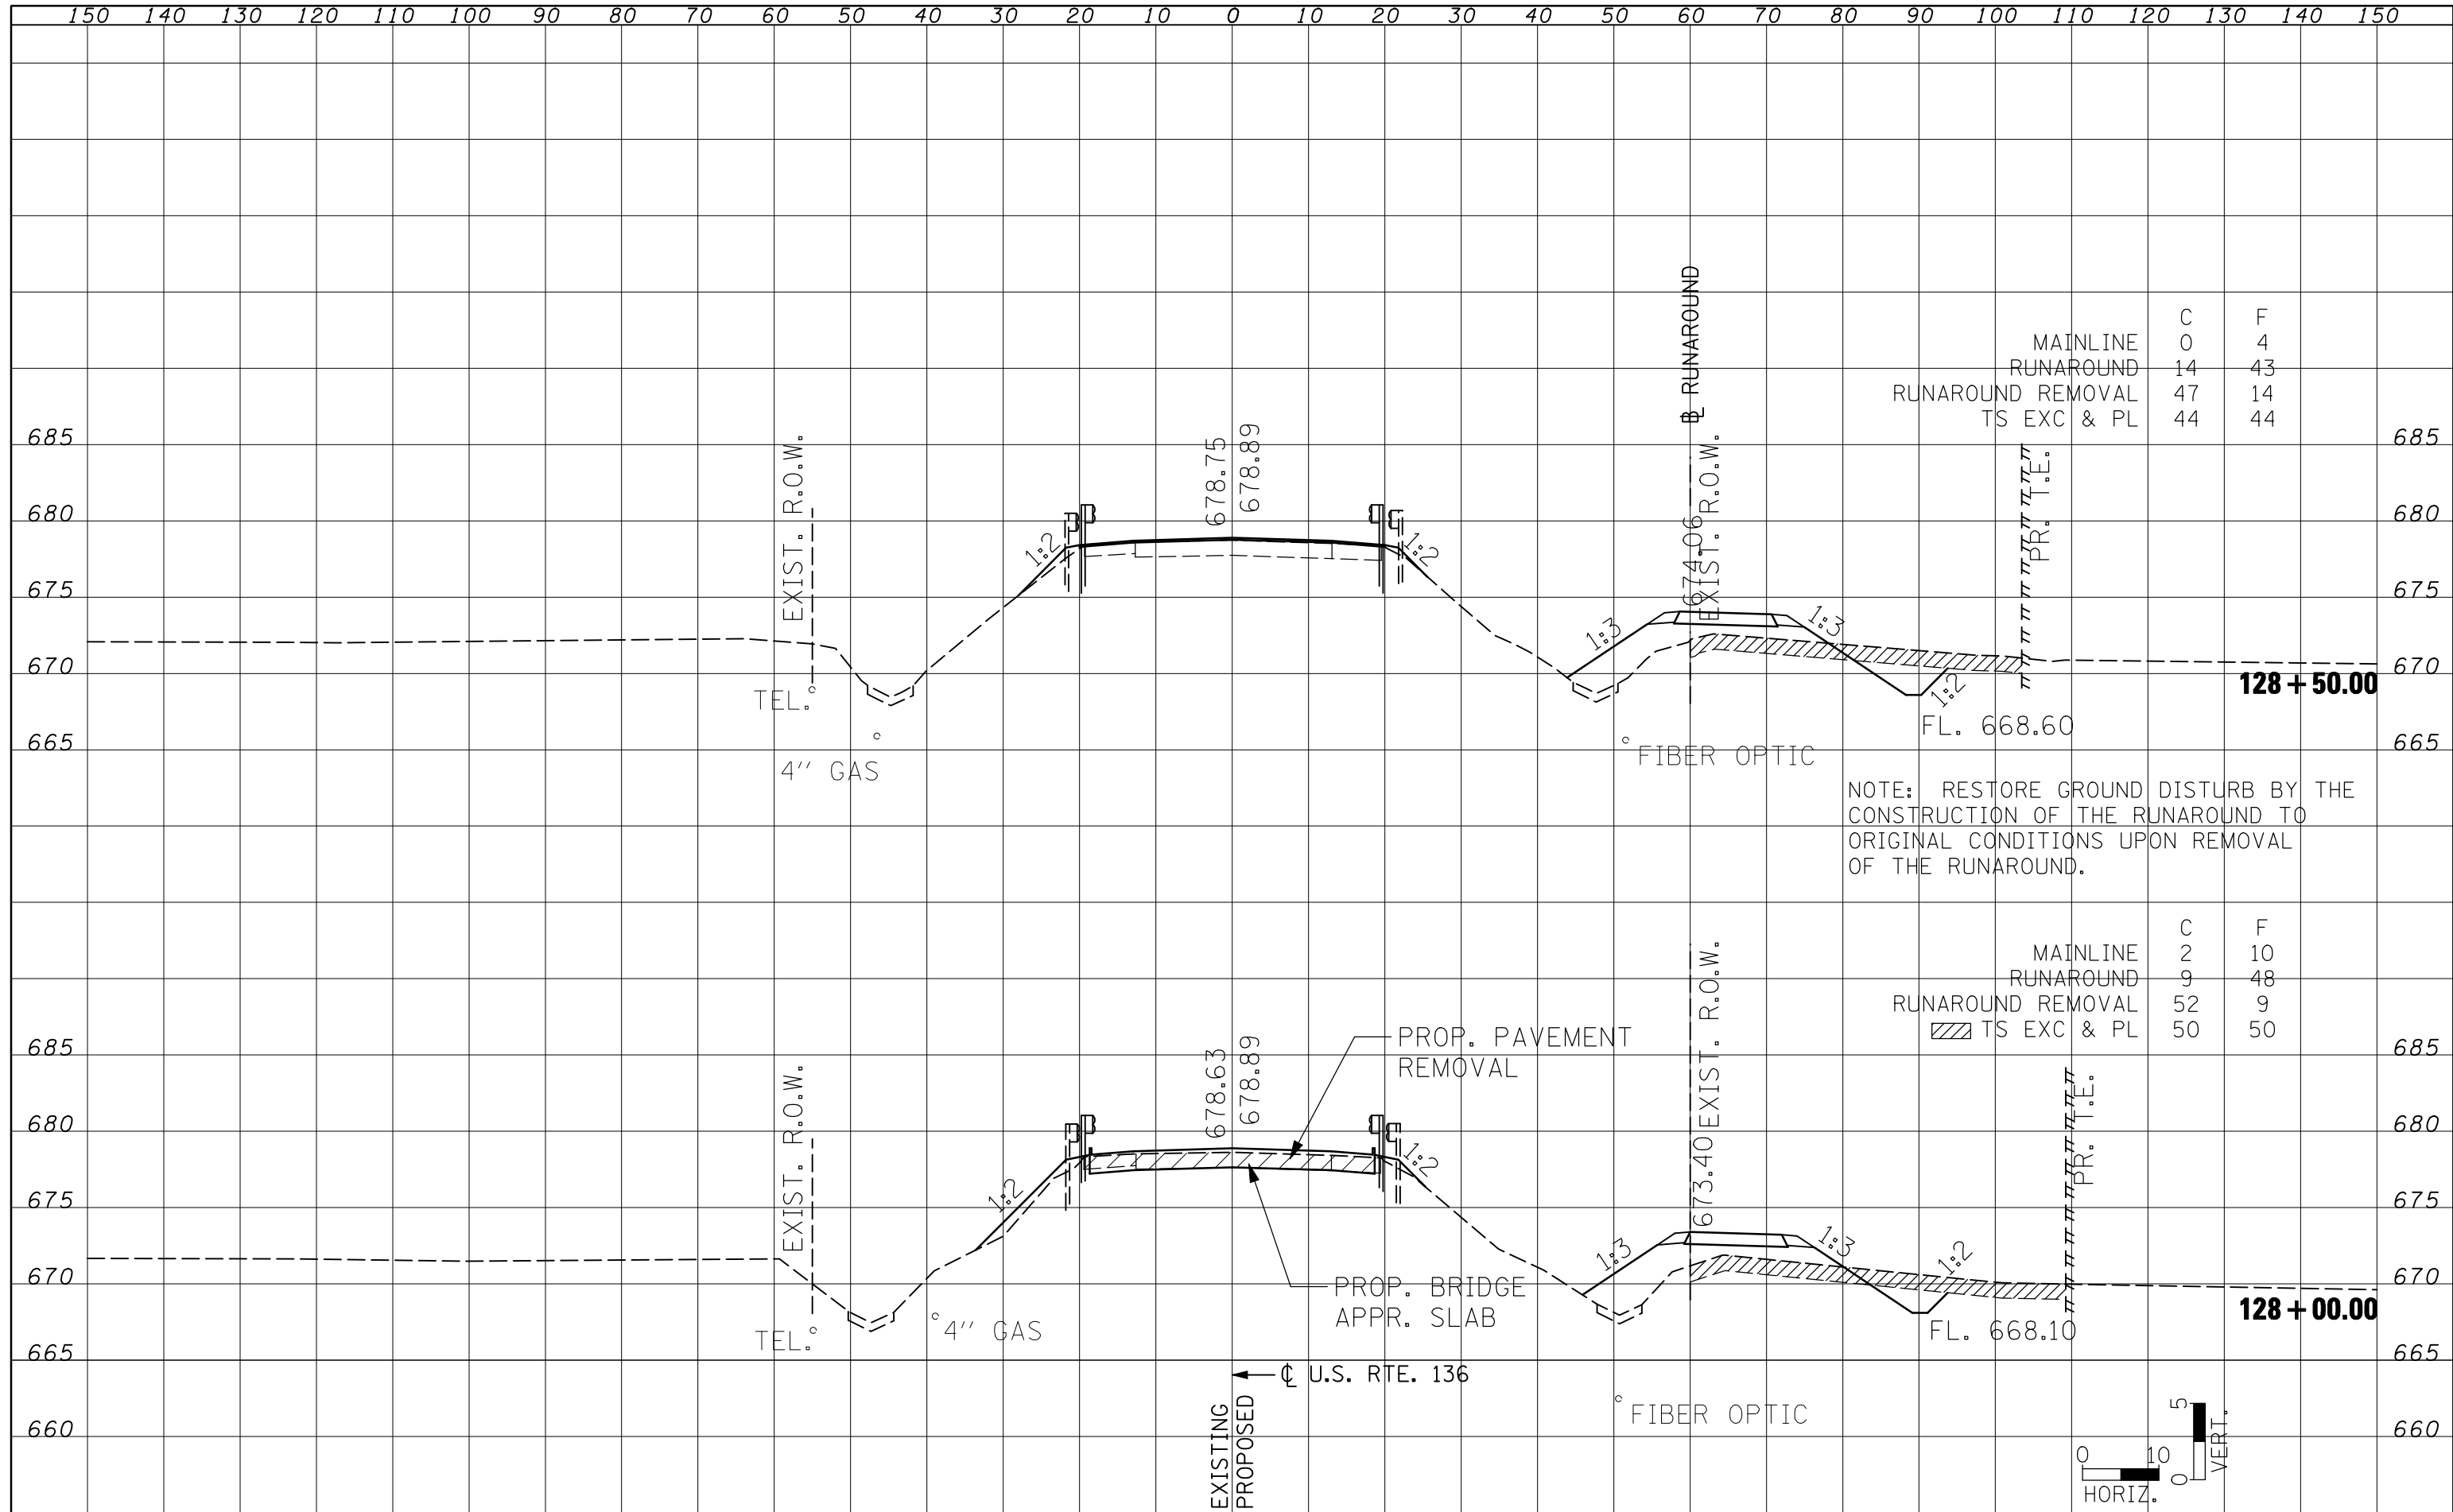 150 140 130 120 110 100 90 80 70 60 50 40 30 20 10 0 10 20 30 40 50 60 70 80 90 100 110 120 130 140 150
C F
MAINLINE 0 4
RUNAROUND 14 43
RUNAROUND REMOVAL 47 14
TS EXC & PL 44 44
℄ RUNAROUND
685 685
680 680
675 675
670 670
665 665
EXIST. R.O.W.
1:2
678.75
678.89
1:2
1:3
674.06
EXIST. R.O.W.
1:3
1:2
PR. T.E.
TEL.
4'' GAS
FIBER OPTIC
FL. 668.60
128+50.00
NOTE: RESTORE GROUND DISTURB BY THE
CONSTRUCTION OF THE RUNAROUND TO
ORIGINAL CONDITIONS UPON REMOVAL
OF THE RUNAROUND.
C F
MAINLINE 2 10
RUNAROUND 9 48
RUNAROUND REMOVAL 52 9
TS EXC & PL 50 50
685 685
680 680
675 675
670 670
665 665
660 660
EXIST. R.O.W.
1:2
678.63
678.89
PROP. PAVEMENT
REMOVAL
1:2
PROP. BRIDGE
APPR. SLAB
1:3
673.40 EXIST. R.O.W.
1:3
1:2
PR. T.E.
TEL.
4'' GAS
FL. 668.10
128+00.00
℄ U.S. RTE. 136
FIBER OPTIC
EXISTING
PROPOSED
0 10
HORIZ.
0 5
VERT.